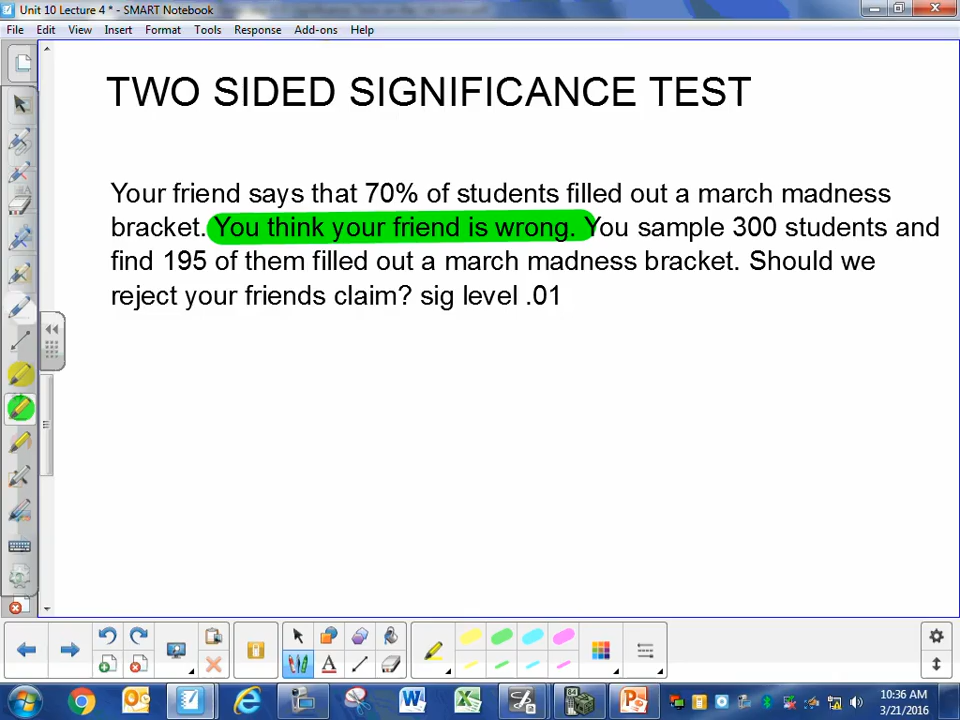 Unit 10 Lecture 4 * - SMART Notebook
File Edit View Insert Format Tools Response Add-ons Help
TWO SIDED SIGNIFICANCE TEST
Your friend says that 70% of students filled out a march madness
bracket. You think your friend is wrong. You sample 300 students and
find 195 of them filled out a march madness bracket. Should we
reject your friends claim? sig level .01
10:36 AM
3/21/2016